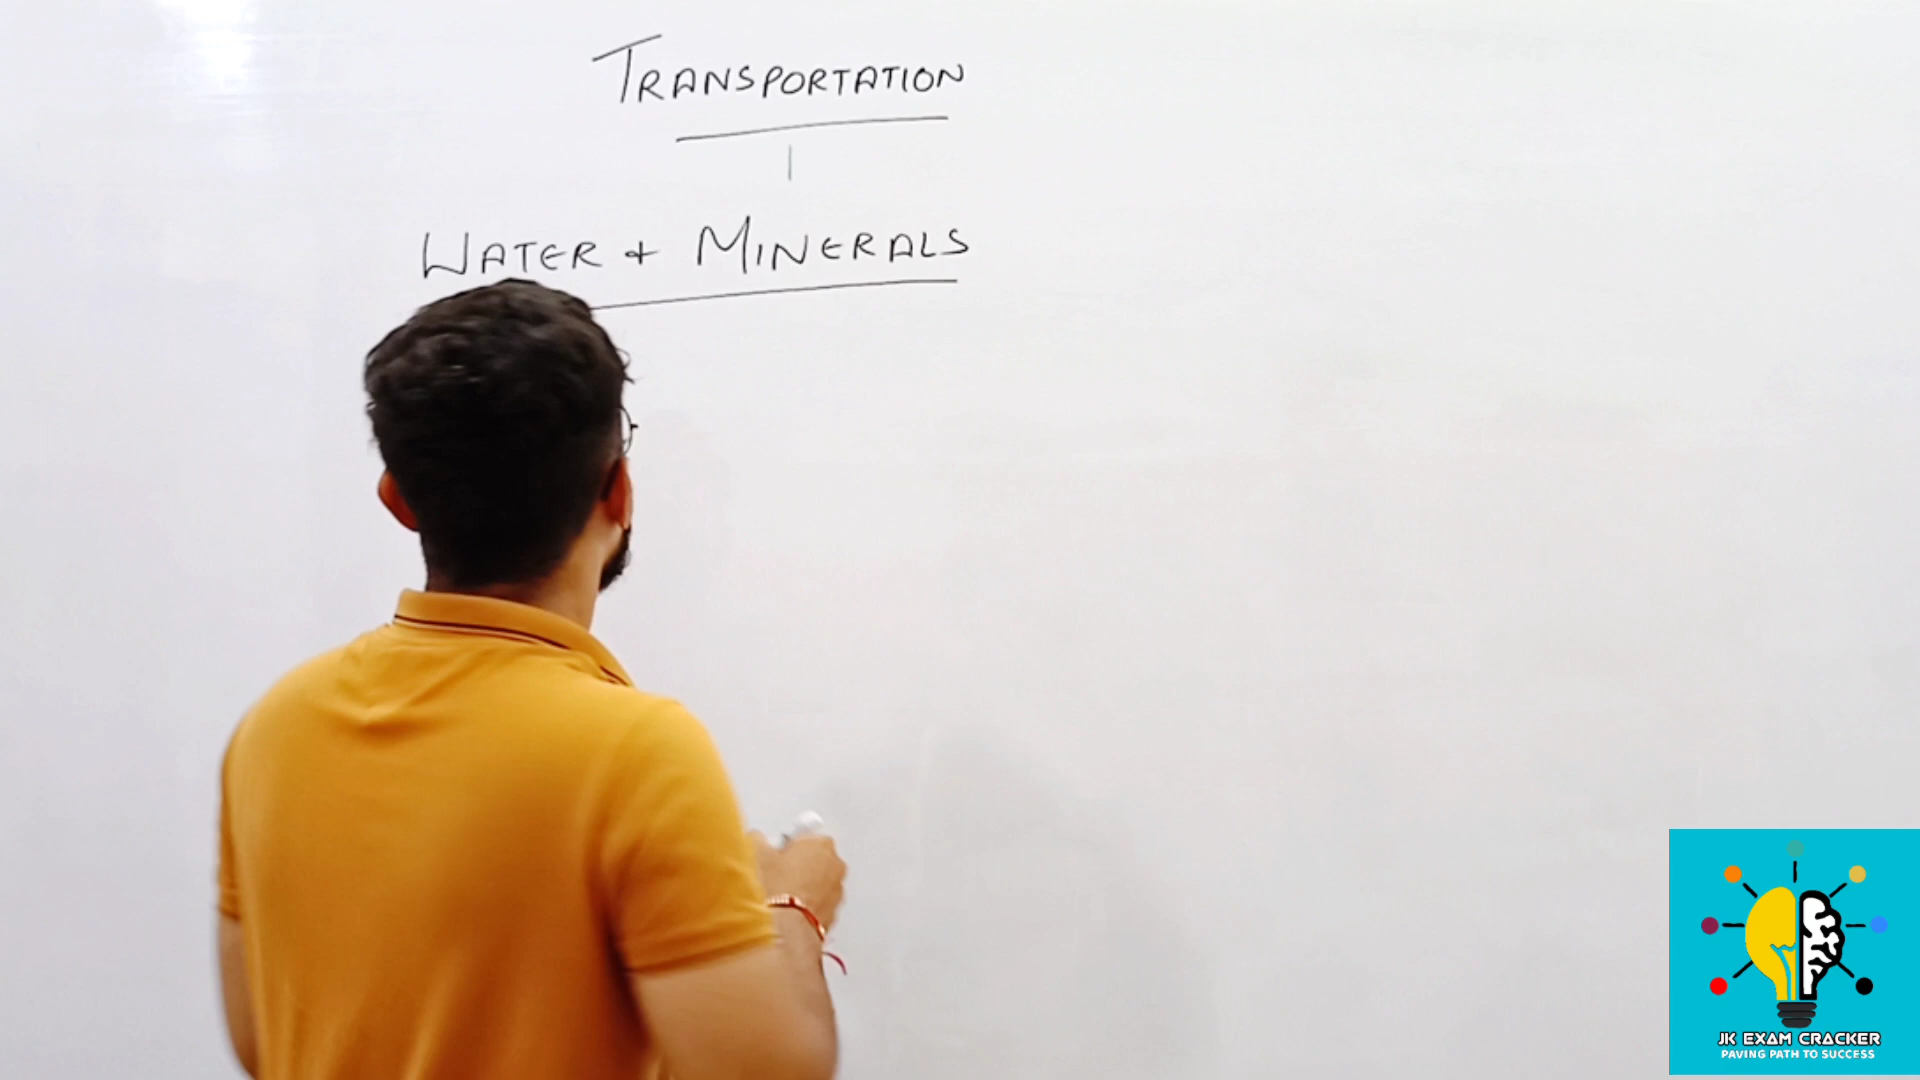 TRANSPORTATION
WATER + MINERALS
JK EXAM CRACKER
PAVING PATH TO SUCCESS